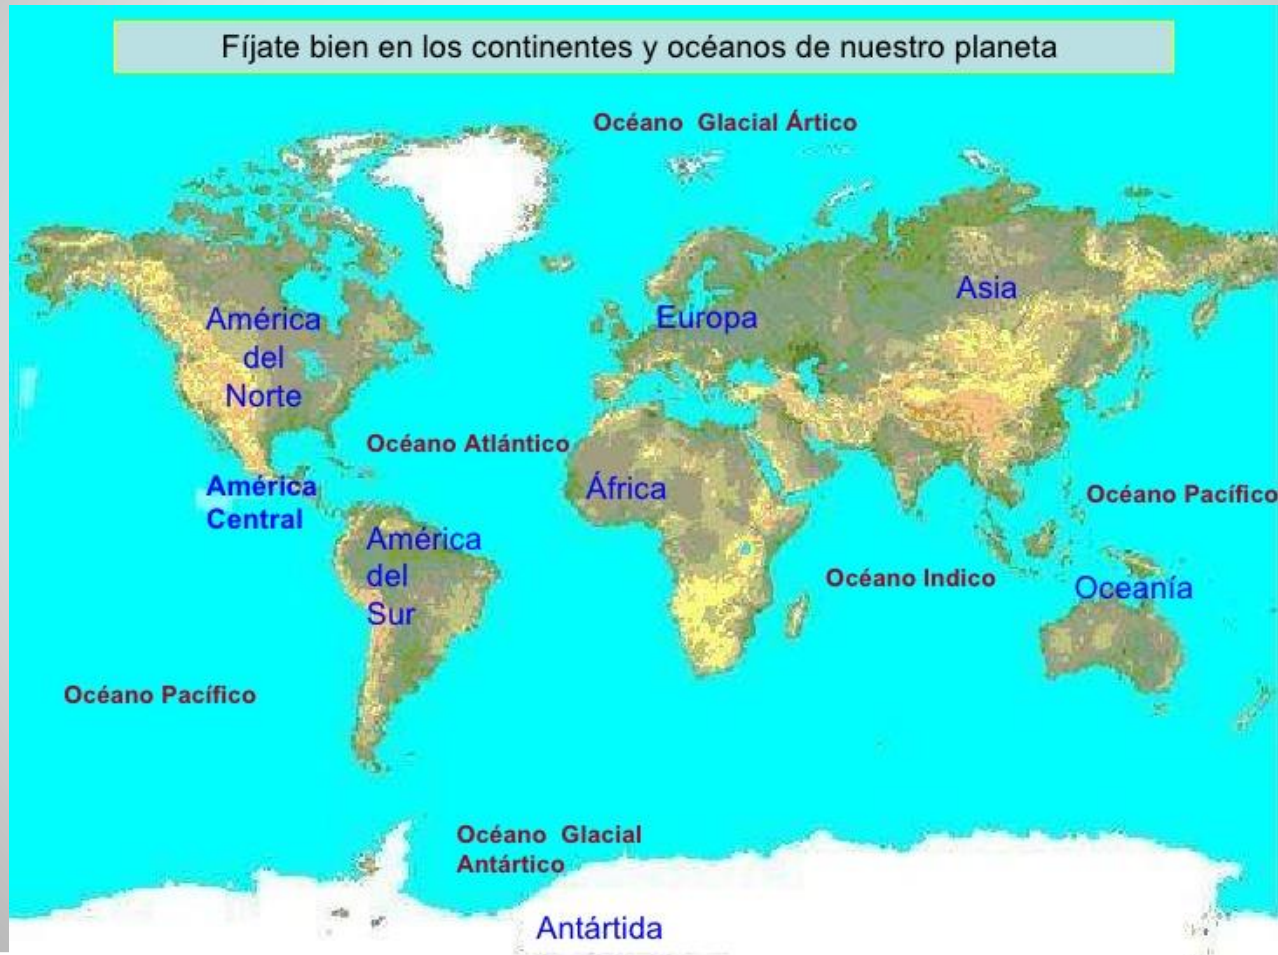 Fíjate bien en los continentes y océanos de nuestro planeta
Océano Glacial Ártico
Asia
América
del
Norte
Europa
Océano Atlántico
América
Central
África
Océano Pacífico
América
del
Sur
Océano Indico
Oceanía
Océano Pacífico
Océano Glacial
Antártico
Antártida